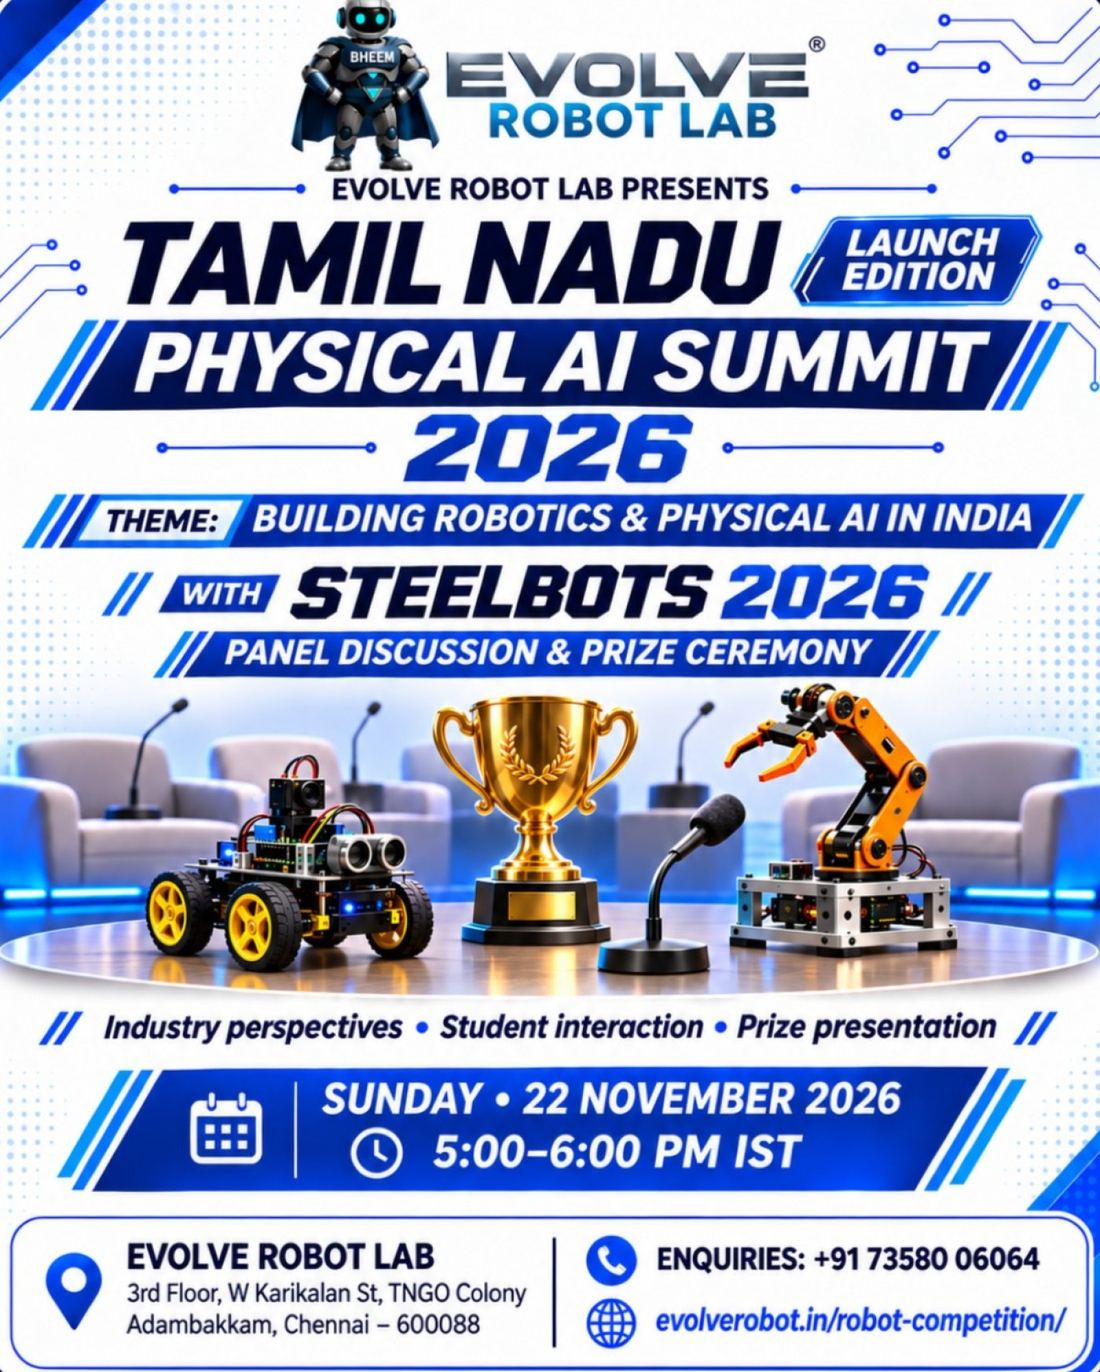 BHEEM
EVOLVE®
ROBOT LAB
EVOLVE ROBOT LAB PRESENTS
TAMIL NADU
LAUNCH
EDITION
PHYSICAL AI SUMMIT
2026
THEME: BUILDING ROBOTICS & PHYSICAL AI IN INDIA
WITH STEELBOTS 2026
PANEL DISCUSSION & PRIZE CEREMONY
Industry perspectives • Student interaction • Prize presentation
SUNDAY • 22 NOVEMBER 2026
5:00–6:00 PM IST
EVOLVE ROBOT LAB
3rd Floor, W Karikalan St, TNGO Colony
Adambakkam, Chennai – 600088
ENQUIRIES: +91 73580 06064
evolverobot.in/robot-competition/